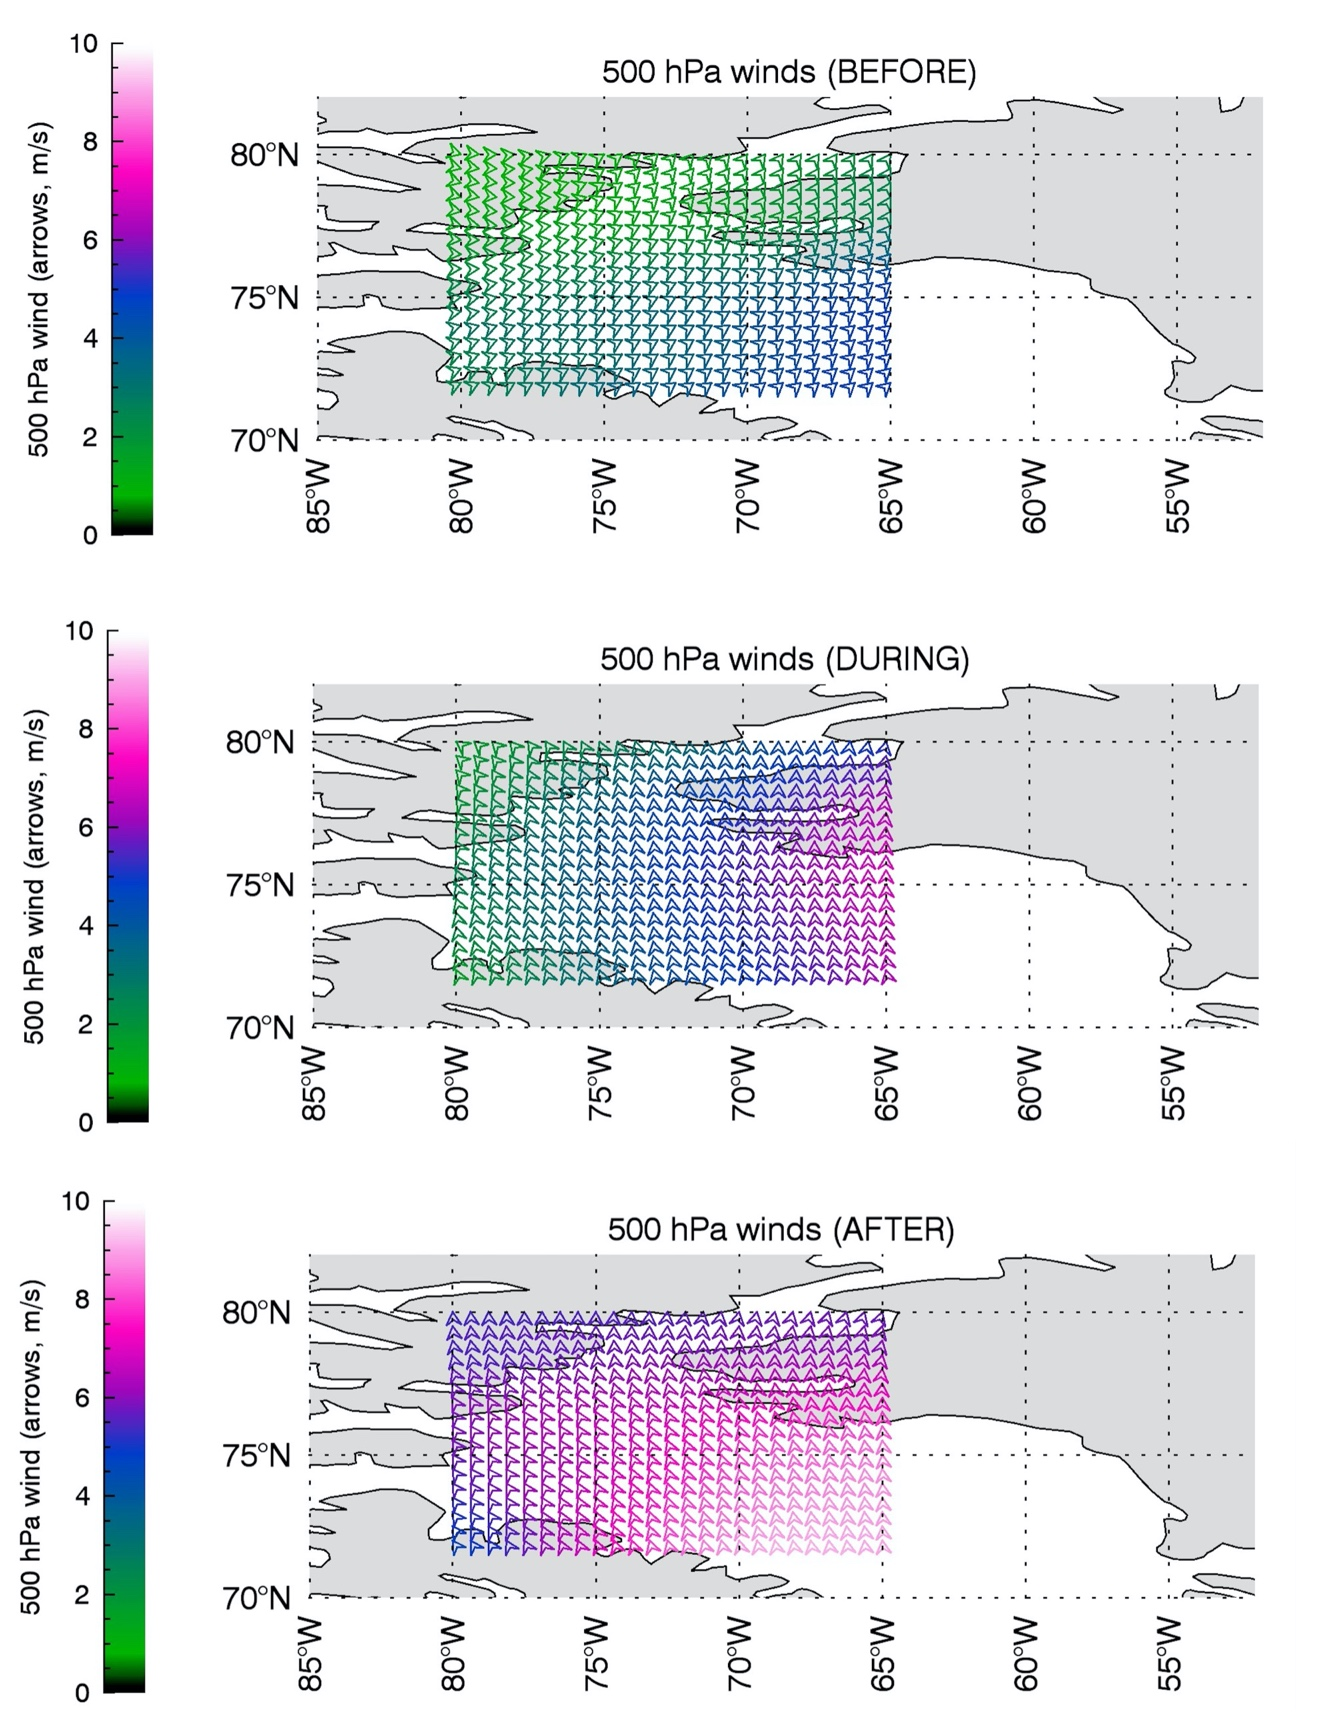 500 hPa winds (BEFORE)
500 hPa wind (arrows, m/s)
10
8
6
4
2
0
80°N
75°N
70°N
85°W
80°W
75°W
70°W
65°W
60°W
55°W
500 hPa winds (DURING)
500 hPa wind (arrows, m/s)
10
8
6
4
2
0
80°N
75°N
70°N
85°W
80°W
75°W
70°W
65°W
60°W
55°W
500 hPa winds (AFTER)
500 hPa wind (arrows, m/s)
10
8
6
4
2
0
80°N
75°N
70°N
85°W
80°W
75°W
70°W
65°W
60°W
55°W